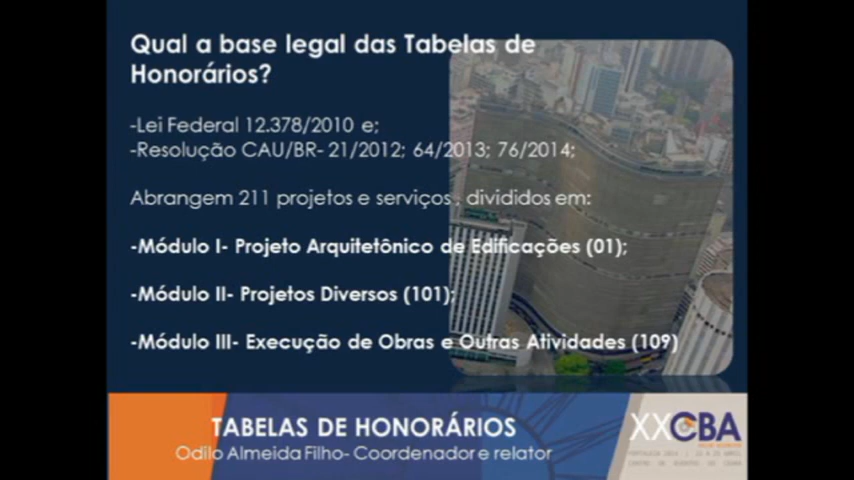 Qual a base legal das Tabelas de
Honorários?
-Lei Federal 12.378/2010 e;
-Resolução CAU/BR- 21/2012; 64/2013; 76/2014;
Abrangem 211 projetos e serviços , divididos em:
-Módulo I- Projeto Arquitetônico de Edificações (01);
-Módulo II- Projetos Diversos (101);
-Módulo III- Execução de Obras e Outras Atividades (109)
TABELAS DE HONORÁRIOS
Odilo Almeida Filho- Coordenador e relator
XXCBA